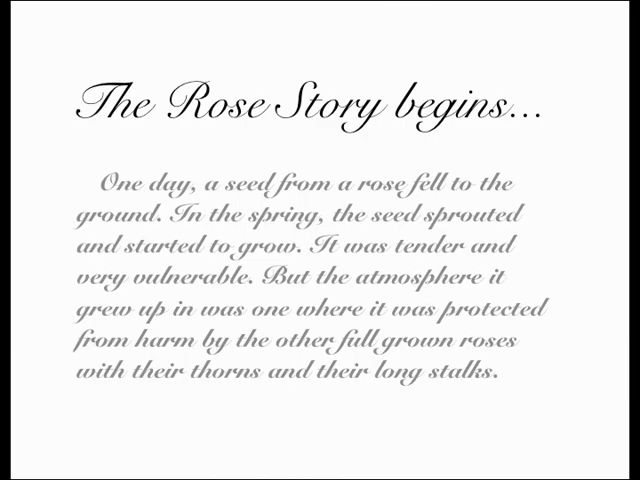 The Rose Story begins...
One day, a seed from a rose fell to the
ground. In the spring, the seed sprouted
and started to grow. It was tender and
very vulnerable. But the atmosphere it
grew up in was one where it was protected
from harm by the other full grown roses
with their thorns and their long stalks.